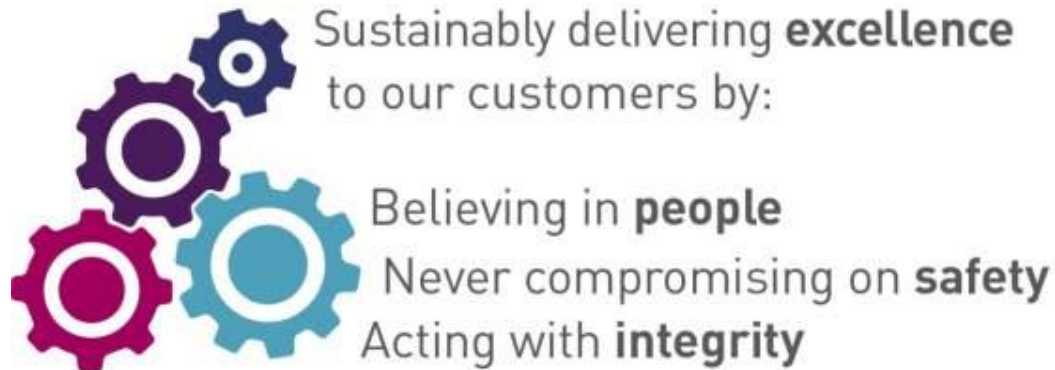 Sustainably delivering excellence
to our customers by:
Believing in people
Never compromising on safety
Acting with integrity